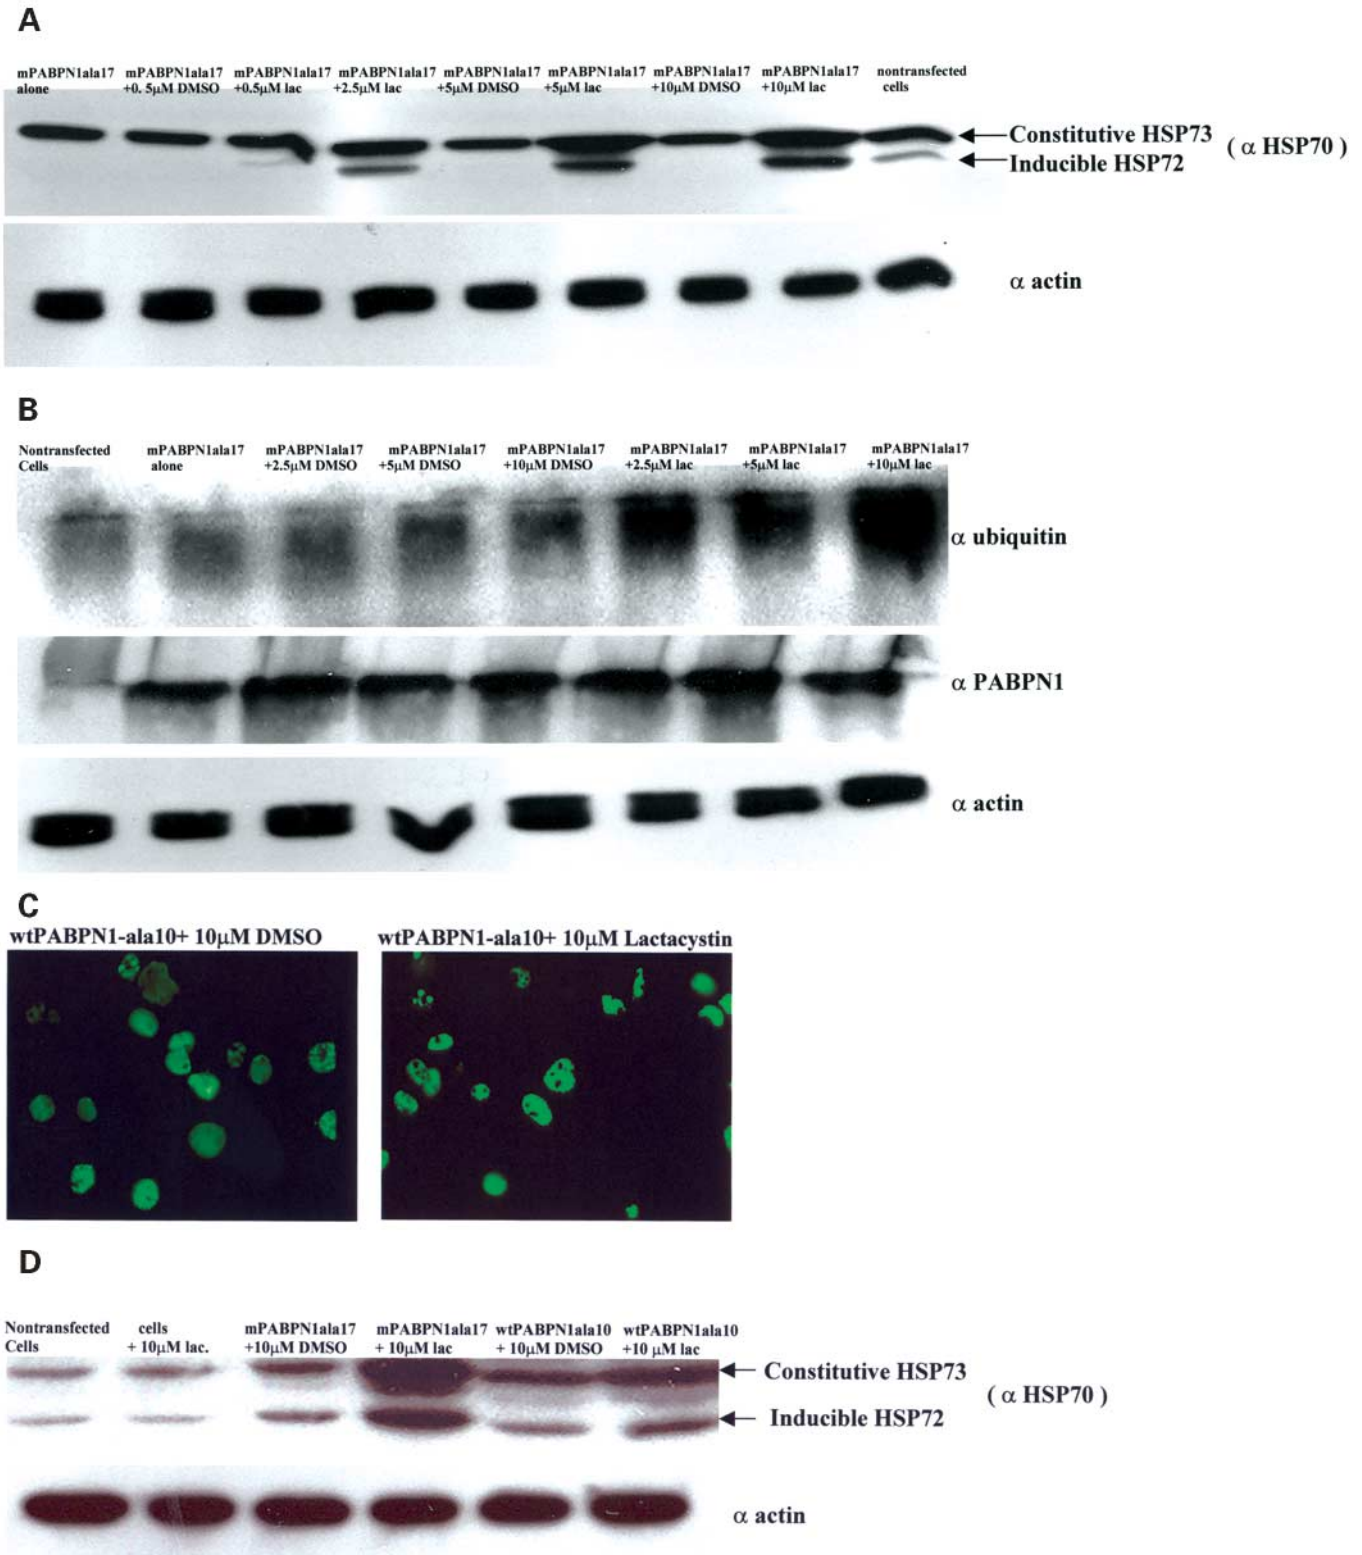 A
mPABPN1ala17 mPABPN1ala17 mPABPN1ala17 mPABPN1ala17 mPABPN1ala17 mPABPN1ala17 mPABPN1ala17 mPABPN1ala17 nontransfected
alone +0. 5μM DMSO +0.5μM lac +2.5μM lac +5μM DMSO +5μM lac +10μM DMSO +10μM lac cells
Constitutive HSP73
( α HSP70 )
Inducible HSP72
α actin
B
Nontransfected mPABPN1ala17 mPABPN1ala17 mPABPN1ala17 mPABPN1ala17 mPABPN1ala17 mPABPN1ala17 mPABPN1ala17
Cells alone +2.5μM DMSO +5μM DMSO +10μM DMSO +2.5μM lac +5μM lac +10μM lac
α ubiquitin
α PABPN1
α actin
C
wtPABPN1-ala10+ 10μM DMSO wtPABPN1-ala10+ 10μM Lactacystin
D
Nontransfected cells mPABPN1ala17 mPABPN1ala17 wtPABPN1ala10 wtPABPN1ala10
Cells + 10μM lac. +10μM DMSO + 10μM lac + 10μM DMSO +10 μM lac
Constitutive HSP73
( α HSP70 )
Inducible HSP72
α actin